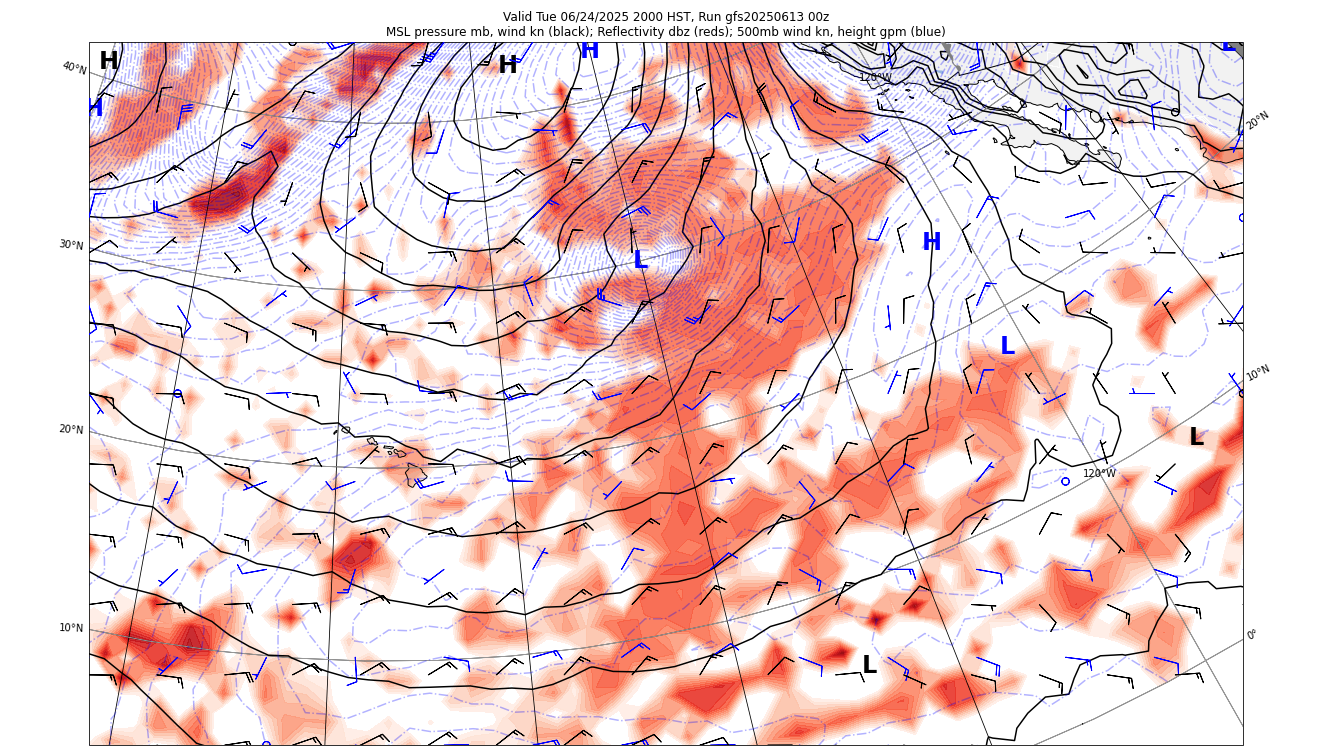 Valid Tue 06/24/2025 2000 HST, Run gfs20250613 00z
MSL pressure mb, wind kn (black); Reflectivity dbz (reds); 500mb wind kn, height gpm (blue)
H
H
H
L
40°N
120°W
H
20°N
30°N
H
L
L
10°N
20°N
L
120°W
10°N
0°
L